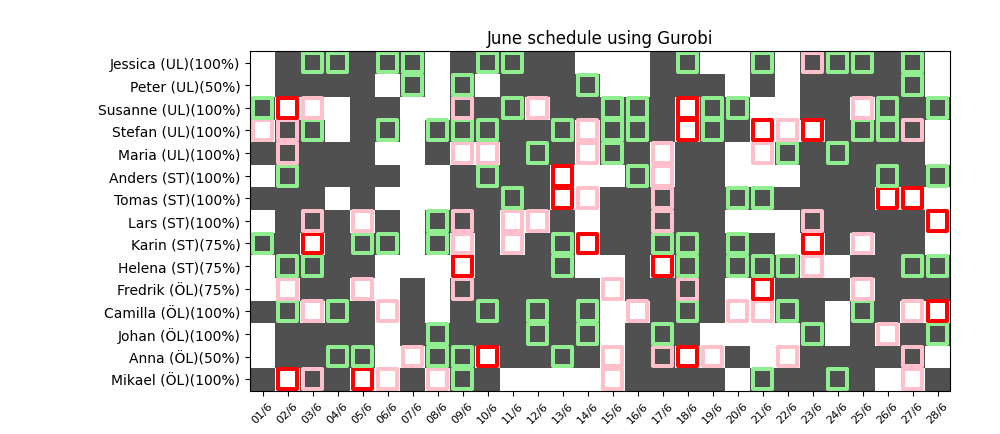 June schedule using Gurobi
Jessica (UL)(100%)
Peter (UL)(50%)
Susanne (UL)(100%)
Stefan (UL)(100%)
Maria (UL)(100%)
Anders (ST)(100%)
Tomas (ST)(100%)
Lars (ST)(100%)
Karin (ST)(75%)
Helena (ST)(75%)
Fredrik (ÖL)(75%)
Camilla (ÖL)(100%)
Johan (ÖL)(100%)
Anna (ÖL)(50%)
Mikael (ÖL)(100%)
01/6 02/6 03/6 04/6 05/6 06/6 07/6 08/6 09/6 10/6 11/6 12/6 13/6 14/6 15/6 16/6 17/6 18/6 19/6 20/6 21/6 22/6 23/6 24/6 25/6 26/6 27/6 28/6